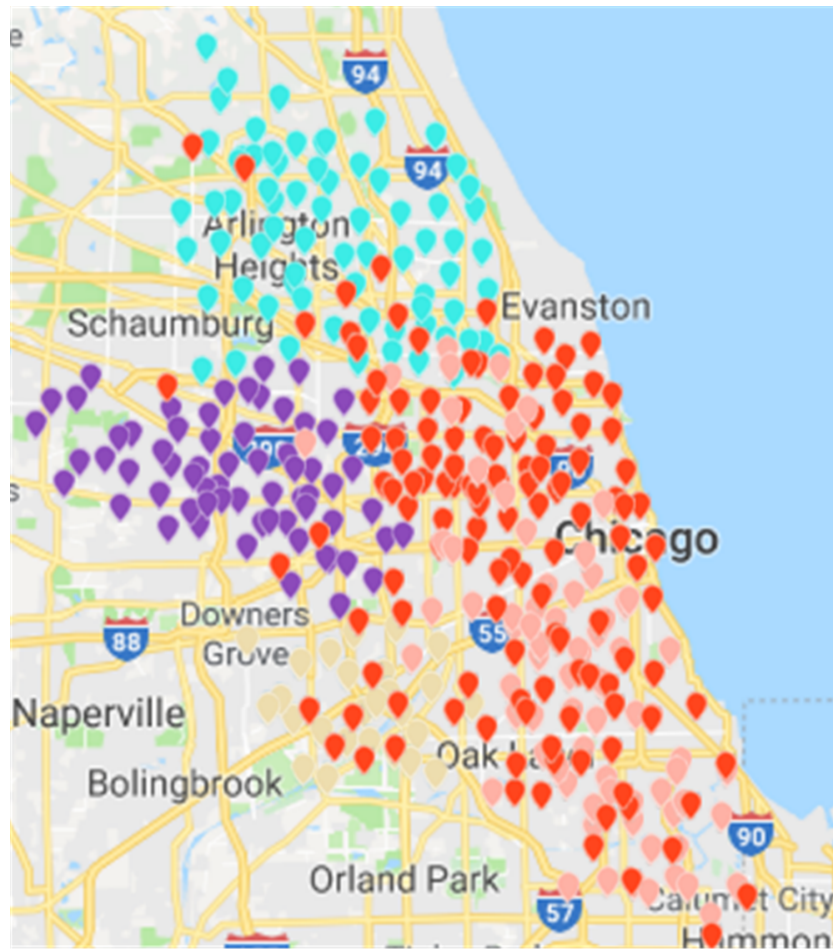 e
94
94
Arlington
Heights
Evanston
Schaumburg
s
Chicago
Downers
Grove
55
88
Naperville
Oak Lawn
Bolingbrook
90
Orland Park
57
Calumet City
Hammon